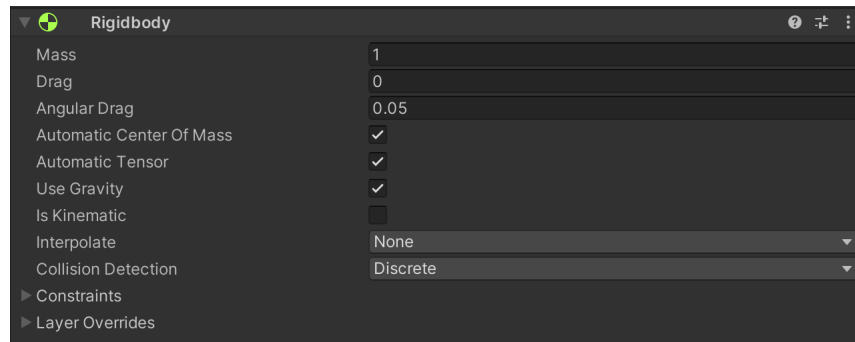 Rigidbody
Mass 1
Drag 0
Angular Drag 0.05
Automatic Center Of Mass
Automatic Tensor
Use Gravity
Is Kinematic
Interpolate None
Collision Detection Discrete
Constraints
Layer Overrides